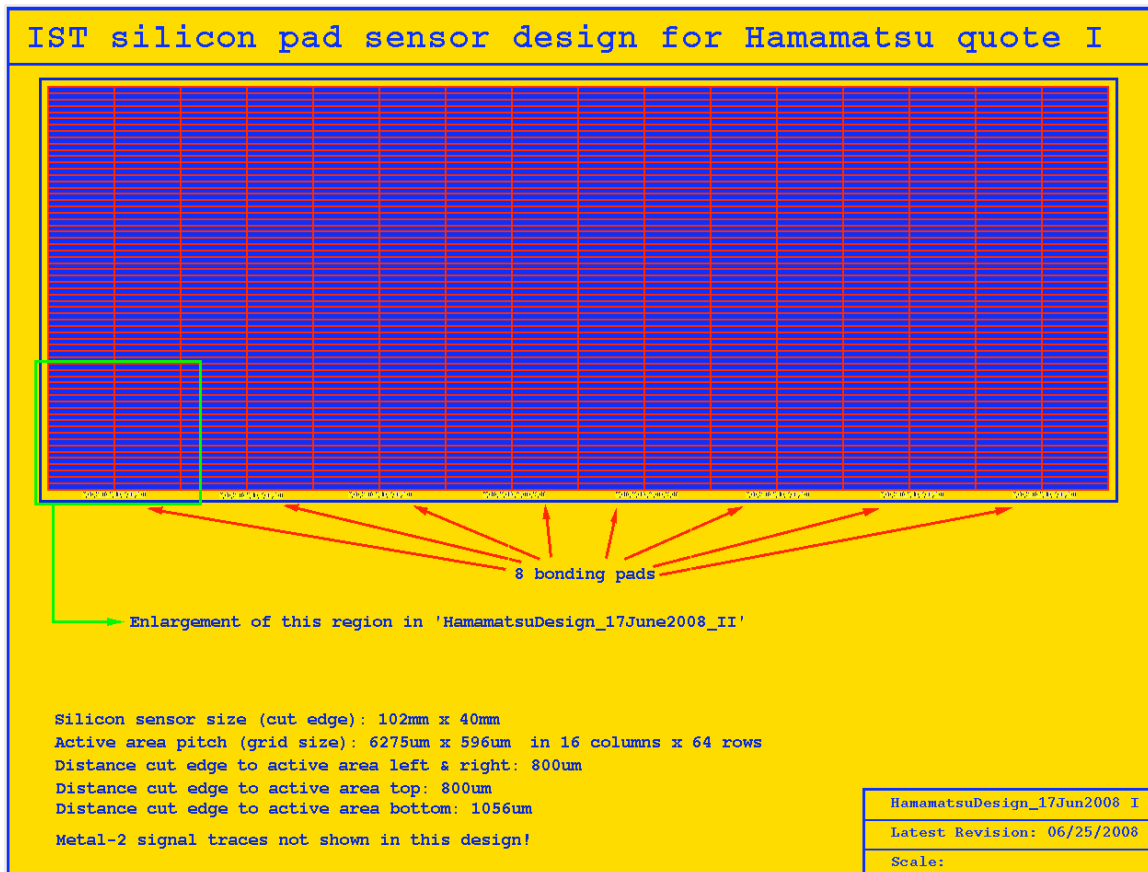 IST silicon pad sensor design for Hamamatsu quote I
8 bonding pads
Enlargement of this region in 'HamamatsuDesign_17June2008_II'
Silicon sensor size (cut edge): 102mm x 40mm
Active area pitch (grid size): 6275um x 596um in 16 columns x 64 rows
Distance cut edge to active area left & right: 800um
Distance cut edge to active area top: 800um
Distance cut edge to active area bottom: 1056um
Metal-2 signal traces not shown in this design!
HamamatsuDesign_17Jun2008 I
Latest Revision: 06/25/2008
Scale: